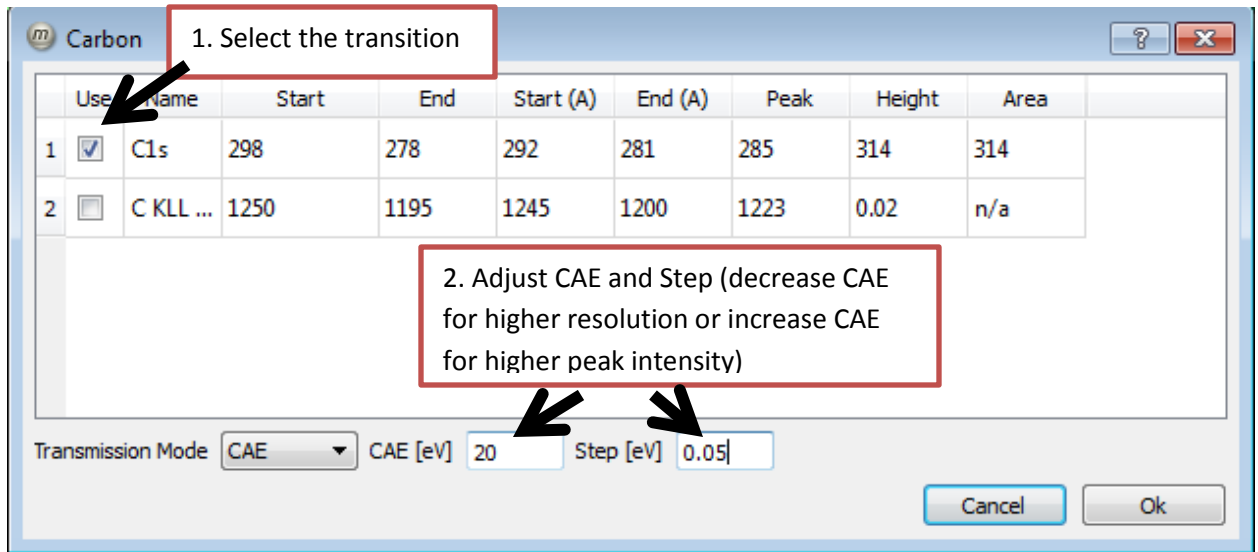 m Carbon 1. Select the transition ?
Use Name Start End Start (A) End (A) Peak Height Area
1 C1s 298 278 292 281 285 314 314
2 C KLL ... 1250 1195 1245 1200 1223 0.02 n/a
2. Adjust CAE and Step (decrease CAE
for higher resolution or increase CAE
for higher peak intensity)
Transmission Mode CAE CAE [eV] 20 Step [eV] 0.05
Cancel Ok